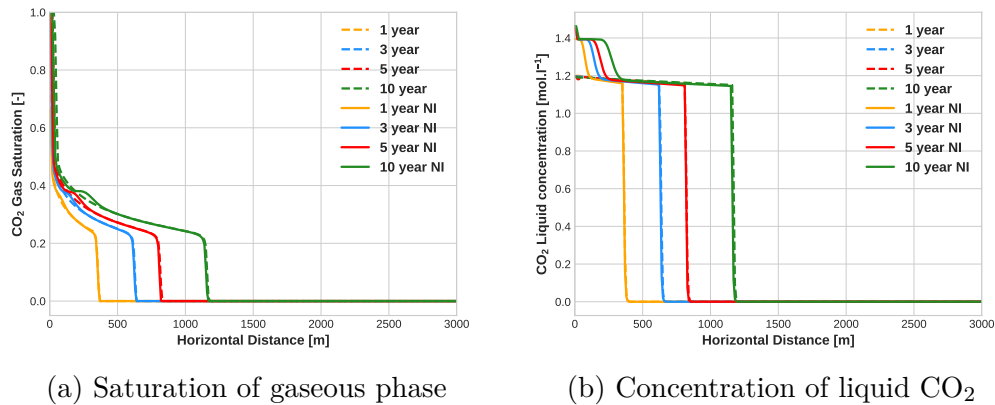 1.0
0.8
0.6
0.4
0.2
0.0
CO2 Gas Saturation [-]
0 500 1000 1500 2000 2500 3000
Horizontal Distance [m]
1 year
3 year
5 year
10 year
1 year NI
3 year NI
5 year NI
10 year NI
(a) Saturation of gaseous phase
1.4
1.2
1.0
0.8
0.6
0.4
0.2
0.0
CO₂ Liquid concentration [mol.l⁻¹]
0 500 1000 1500 2000 2500 3000
Horizontal Distance [m]
1 year
3 year
5 year
10 year
1 year NI
3 year NI
5 year NI
10 year NI
(b) Concentration of liquid CO₂